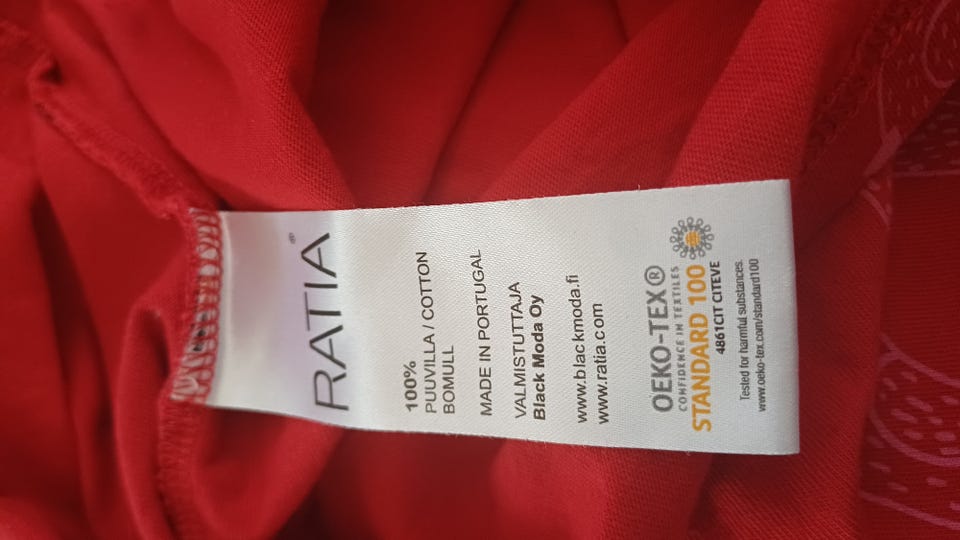 RATIA®
100%
PUUVILLA / COTTON
BOMULL
MADE IN PORTUGAL
VALMISTUTTAJA
Black Moda Oy
www.blackmoda.fi
www.ratia.com
OEKO-TEX®
CONFIDENCE IN TEXTILES
STANDARD 100
4861CIT CITEVE
Tested for harmful substances.
www.oeko-tex.com/standard100